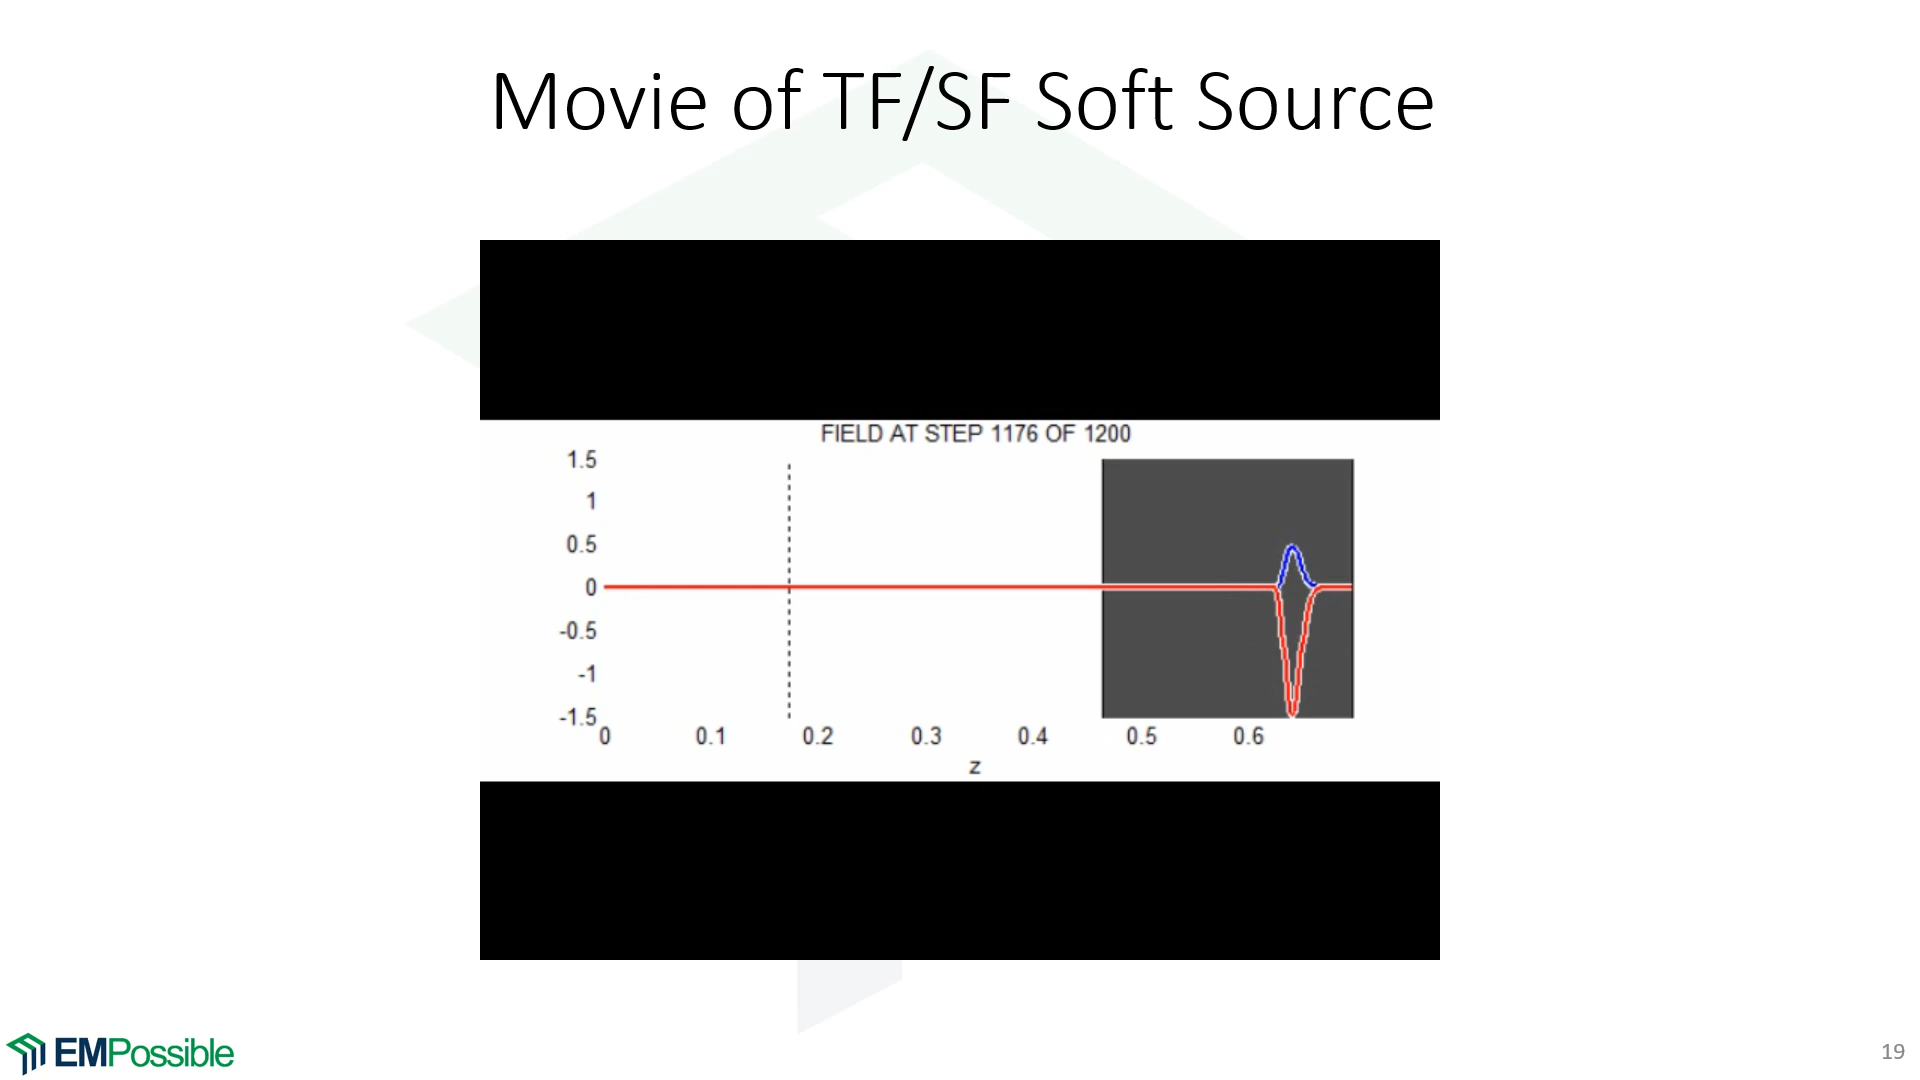 Movie of TF/SF Soft Source
FIELD AT STEP 1176 OF 1200
1.5
1
0.5
0
-0.5
-1
-1.5
0 0.1 0.2 0.3 0.4 0.5 0.6
z
EMPossible
19